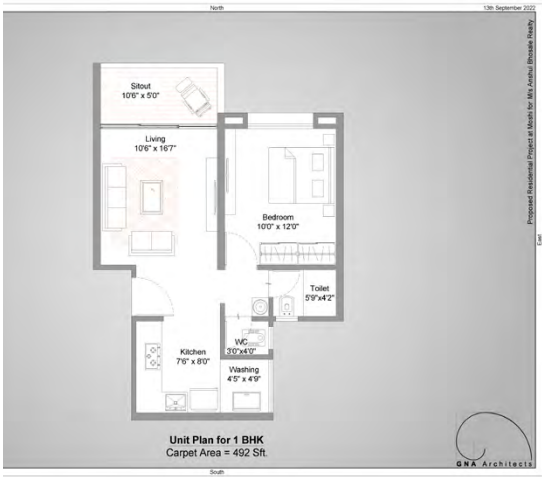 North
13th September 2022
Proposed Residential Project at Moshi for M/s Anshul Bhosale Realty
East
Sitout
10'6" x 5'0"
Living
10'6" x 16'7"
Bedroom
10'0" x 12'0"
Toilet
5'9"x4'2"
WC
3'0"x4'0"
Kitchen
7'6" x 8'0"
Washing
4'5" x 4'9"
Unit Plan for 1 BHK
Carpet Area = 492 Sft.
GNA Architects
South